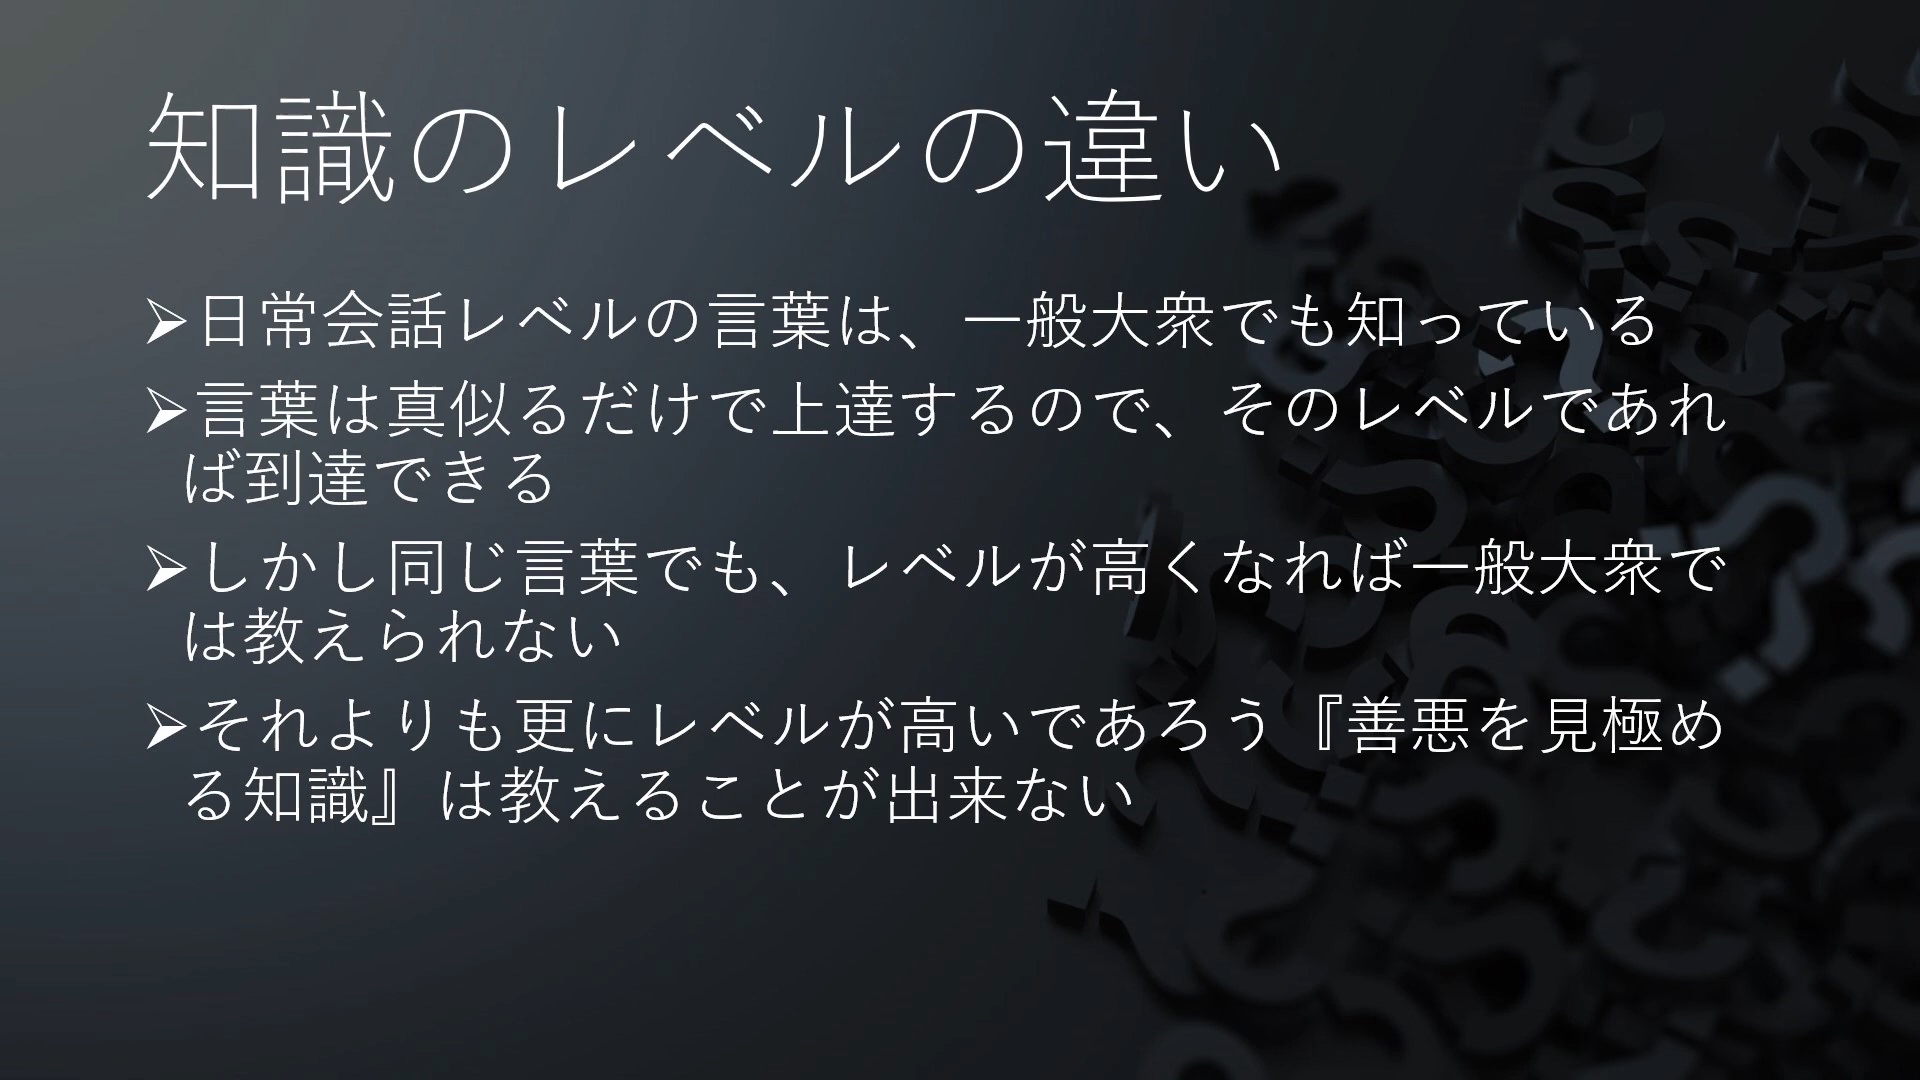 知識のレベルの違い
➢日常会話レベルの言葉は、一般大衆でも知っている
➢言葉は真似るだけで上達するので、そのレベルであれ
ば到達できる
➢しかし同じ言葉でも、レベルが高くなれば一般大衆で
は教えられない
➢それよりも更にレベルが高いであろう『善悪を見極め
る知識』は教えることが出来ない